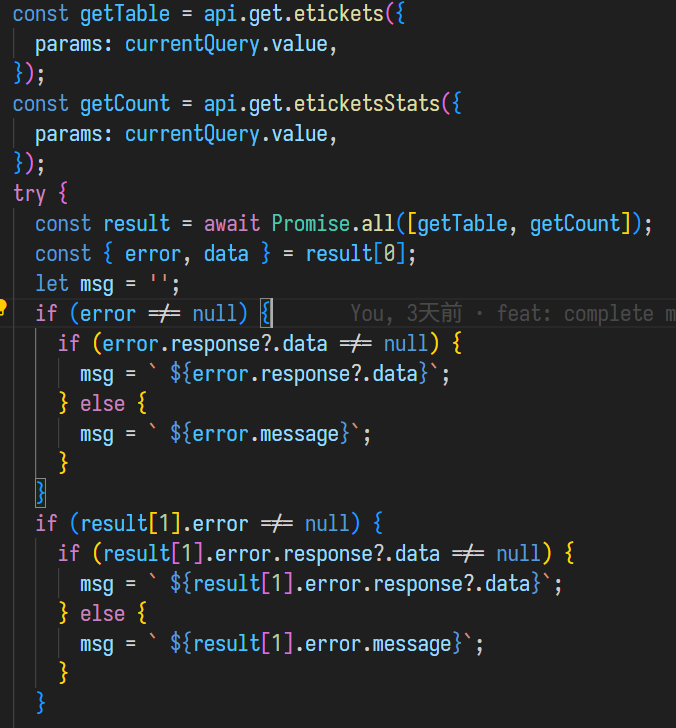 const getTable = api.get.etickets({
  params: currentQuery.value,
});
const getCount = api.get.eticketsStats({
  params: currentQuery.value,
});
try {
  const result = await Promise.all([getTable, getCount]);
  const { error, data } = result[0];
  let msg = '';
  if (error !== null) {       You, 3天前 · feat: complete m
    if (error.response?.data !== null) {
      msg = ` ${error.response?.data}`;
    } else {
      msg = ` ${error.message}`;
    }
  }
  if (result[1].error !== null) {
    if (result[1].error.response?.data !== null) {
      msg = ` ${result[1].error.response?.data}`;
    } else {
      msg = ` ${result[1].error.message}`;
    }
  }